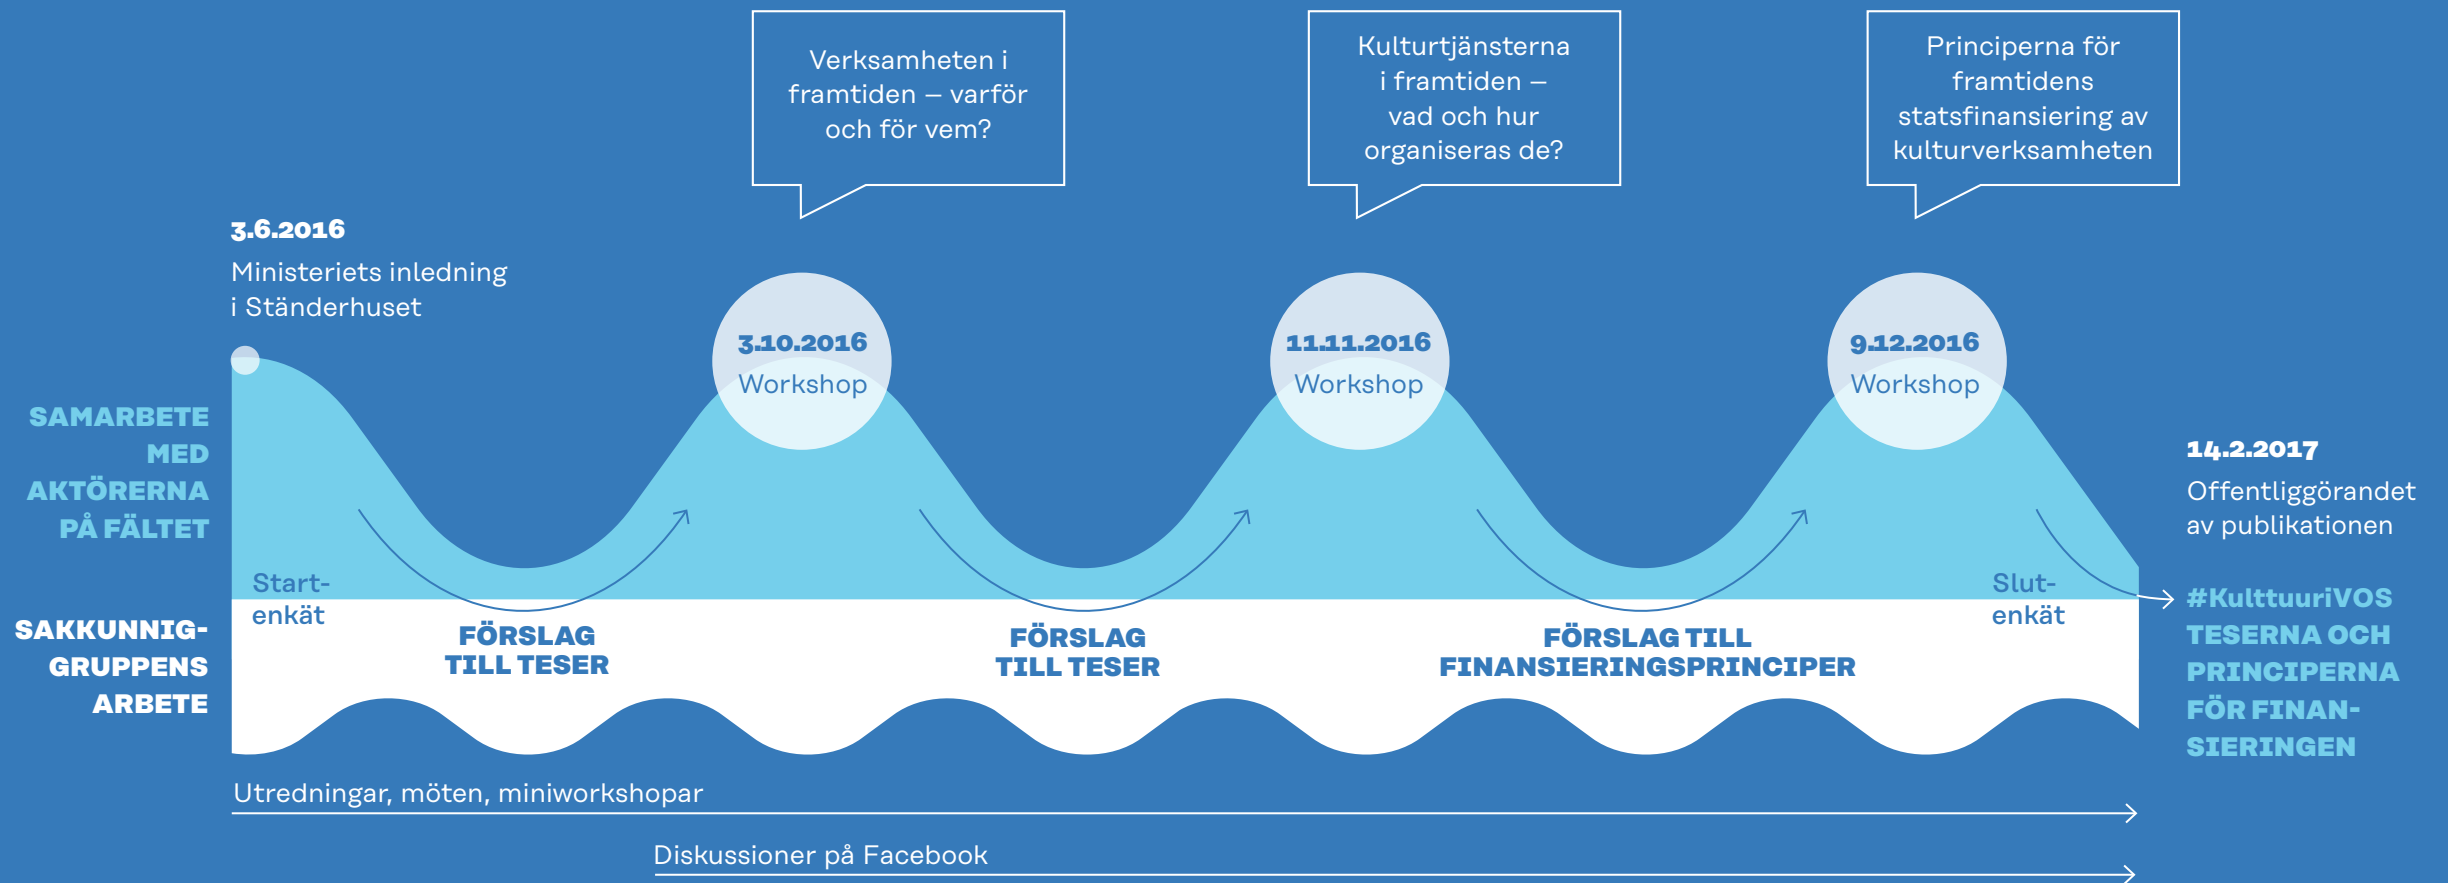 Verksamheten i
framtiden – varför
och för vem?
Kulturtjänsterna
i framtiden –
vad och hur
organiseras de?
Principerna för
framtidens
statsfinansiering av
kulturverksamheten
3.6.2016
Ministeriets inledning
i Ständerhuset
3.10.2016
Workshop
11.11.2016
Workshop
9.12.2016
Workshop
SAMARBETE
MED
AKTÖRERNA
PÅ FÄLTET
14.2.2017
Offentliggörandet
av publikationen
Start-
enkät
Slut-
enkät
SAKKUNNIG-
GRUPPENS
ARBETE
FÖRSLAG
TILL TESER
FÖRSLAG
TILL TESER
FÖRSLAG TILL
FINANSIERINGSPRINCIPER
#KulttuuriVOS
TESERNA OCH
PRINCIPERNA
FÖR FINAN-
SIERINGEN
Utredningar, möten, miniworkshopar
Diskussioner på Facebook